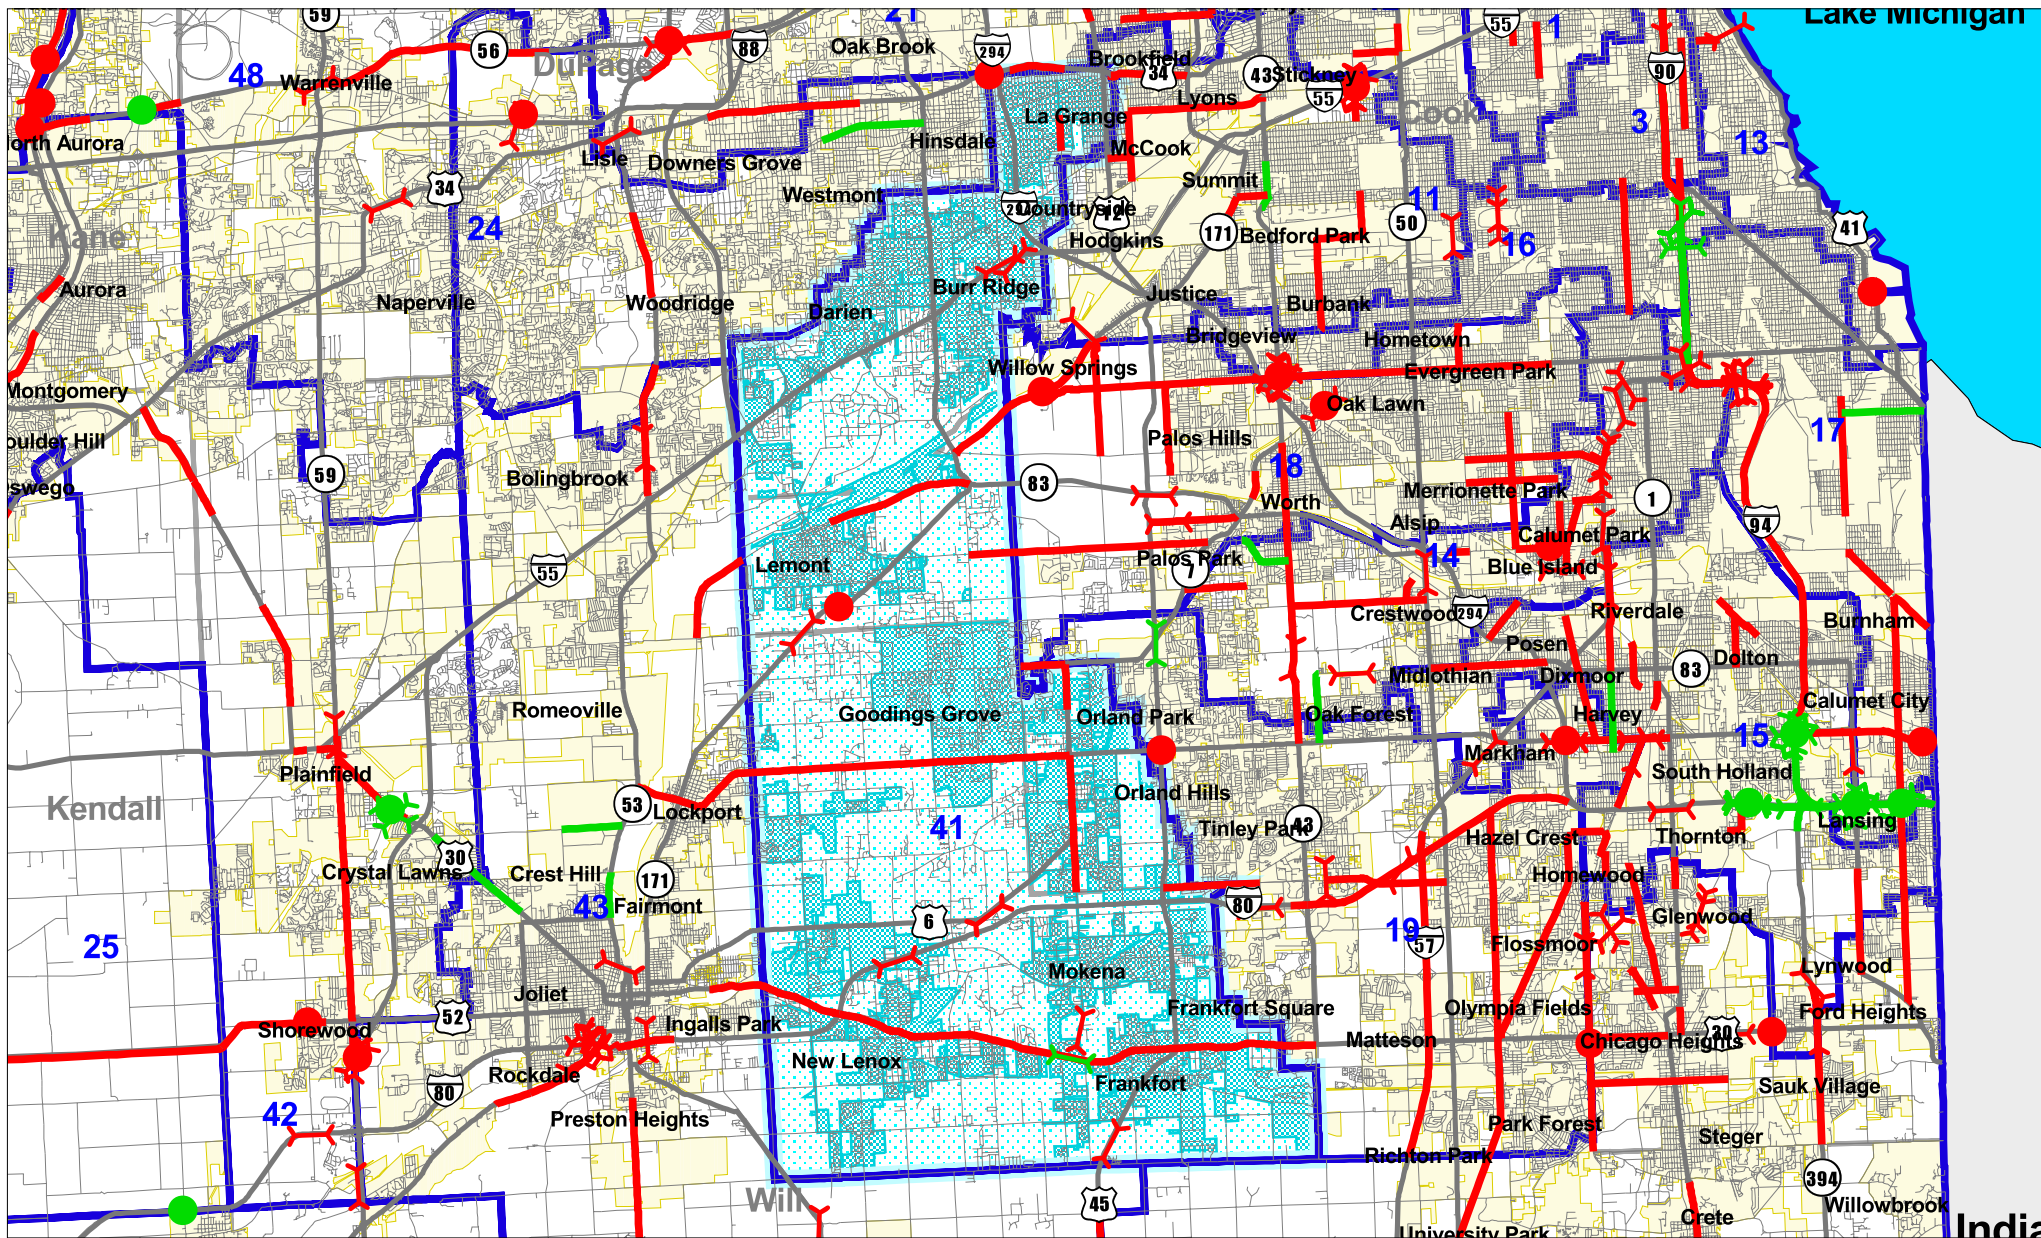 59
21
Lake Michigan
55
1
Oak Brook
88
294
56
DuPage
Brookfield
34
43
Stickney
90
48
Warrenville
55
Lyons
Cook
La Grange
3
13
Hinsdale
McCook
Lisle
Downers Grove
34
Westmont
Summit
11
50
24
Countryside
12
171
Bedford Park
Hodgkins
16
41
Kane
Aurora
Naperville
Woodridge
Darien
Burr Ridge
Justice
Burbank
Bridgeview
Hometown
Willow Springs
Evergreen Park
Montgomery
Oak Lawn
Palos Hills
17
18
59
Bolingbrook
83
Worth
Merrionette Park
1
Alsip
94
Calumet Park
55
Lemont
Palos Park
7
14
Blue Island
Crestwood
294
Riverdale
Burnham
Posen
Dolton
83
Midlothian
Dixmoor
Romeoville
Goodings Grove
Orland Park
Oak Forest
Harvey
Calumet City
15
Markham
Plainfield
South Holland
Kendall
53
Lockport
Orland Hills
41
Tinley Park
43
Hazel Crest
Thornton
Lansing
30
Crystal Lawns
Crest Hill
171
Homewood
43
Fairmont
6
80
Glenwood
19
57
25
Flossmoor
Mokena
Lynwood
Joliet
Frankfort Square
Olympia Fields
Ford Heights
52
Shorewood
Ingalls Park
Matteson
30
Chicago Heights
New Lenox
Rockdale
Frankfort
80
Sauk Village
42
Preston Heights
Park Forest
Steger
Richton Park
394
Will
45
Crete
Willowbrook
University Park